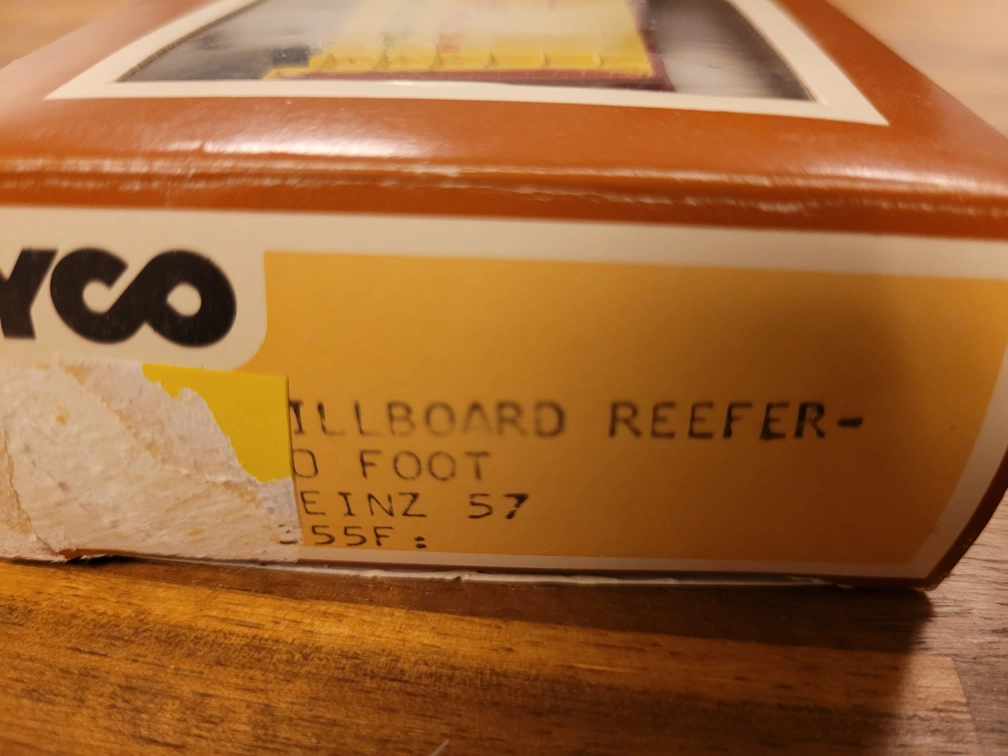 YCO
ILLBOARD REEFER-
O FOOT
EINZ 57
55F: